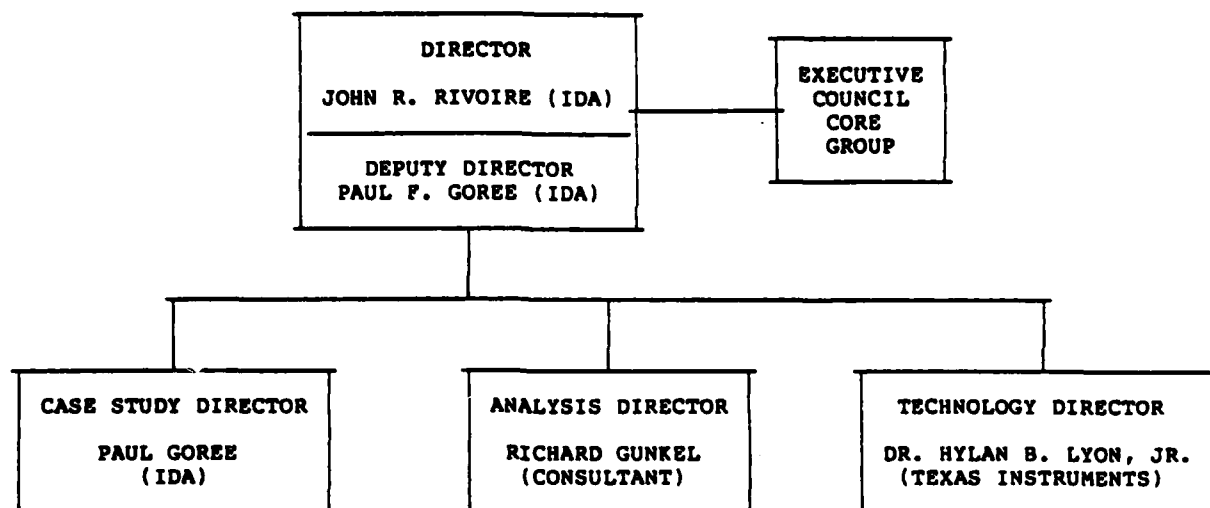 DIRECTOR
JOHN R. RIVOIRE (IDA)
DEPUTY DIRECTOR
PAUL F. GOREE (IDA)
EXECUTIVE
COUNCIL
CORE
GROUP
CASE STUDY DIRECTOR
PAUL GOREE
(IDA)
ANALYSIS DIRECTOR
RICHARD GUNKEL
(CONSULTANT)
TECHNOLOGY DIRECTOR
DR. HYLAN B. LYON, JR.
(TEXAS INSTRUMENTS)